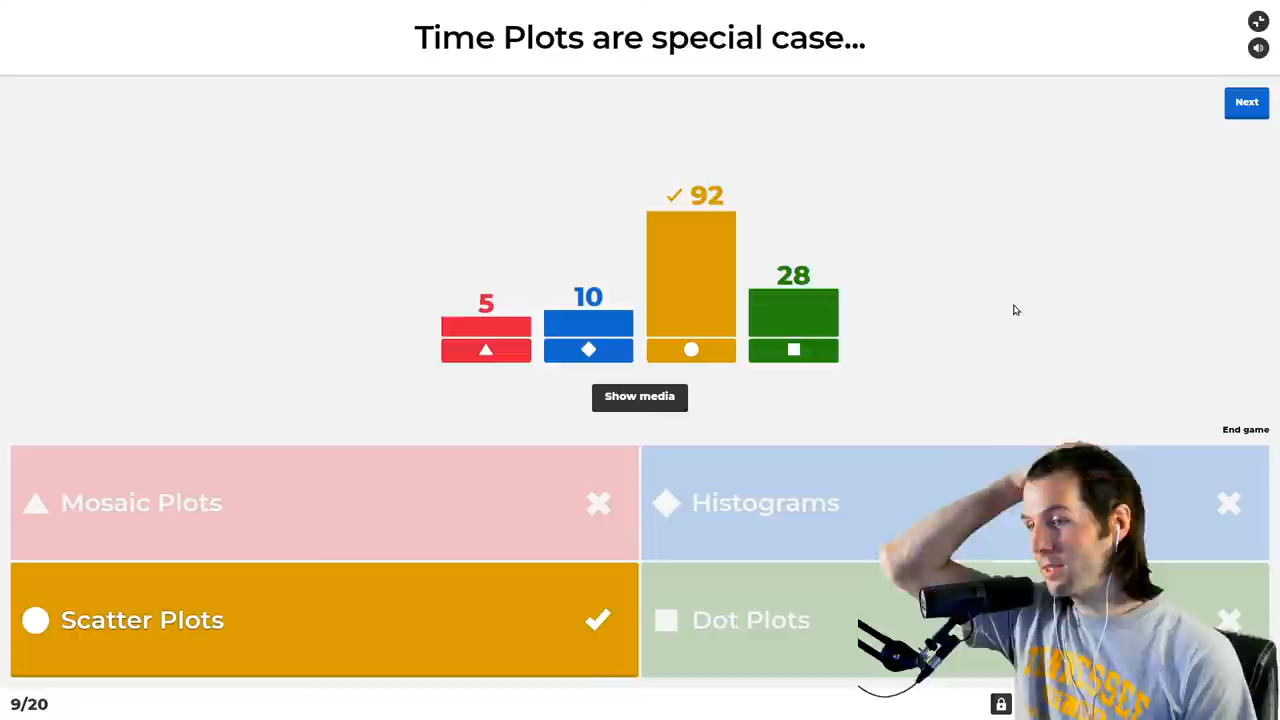 Time Plots are special case...
Next
92
28
10
5
Show media
End game
Mosaic Plots
Histograms
Scatter Plots
Dot Plots
9/20
TENNESSEE